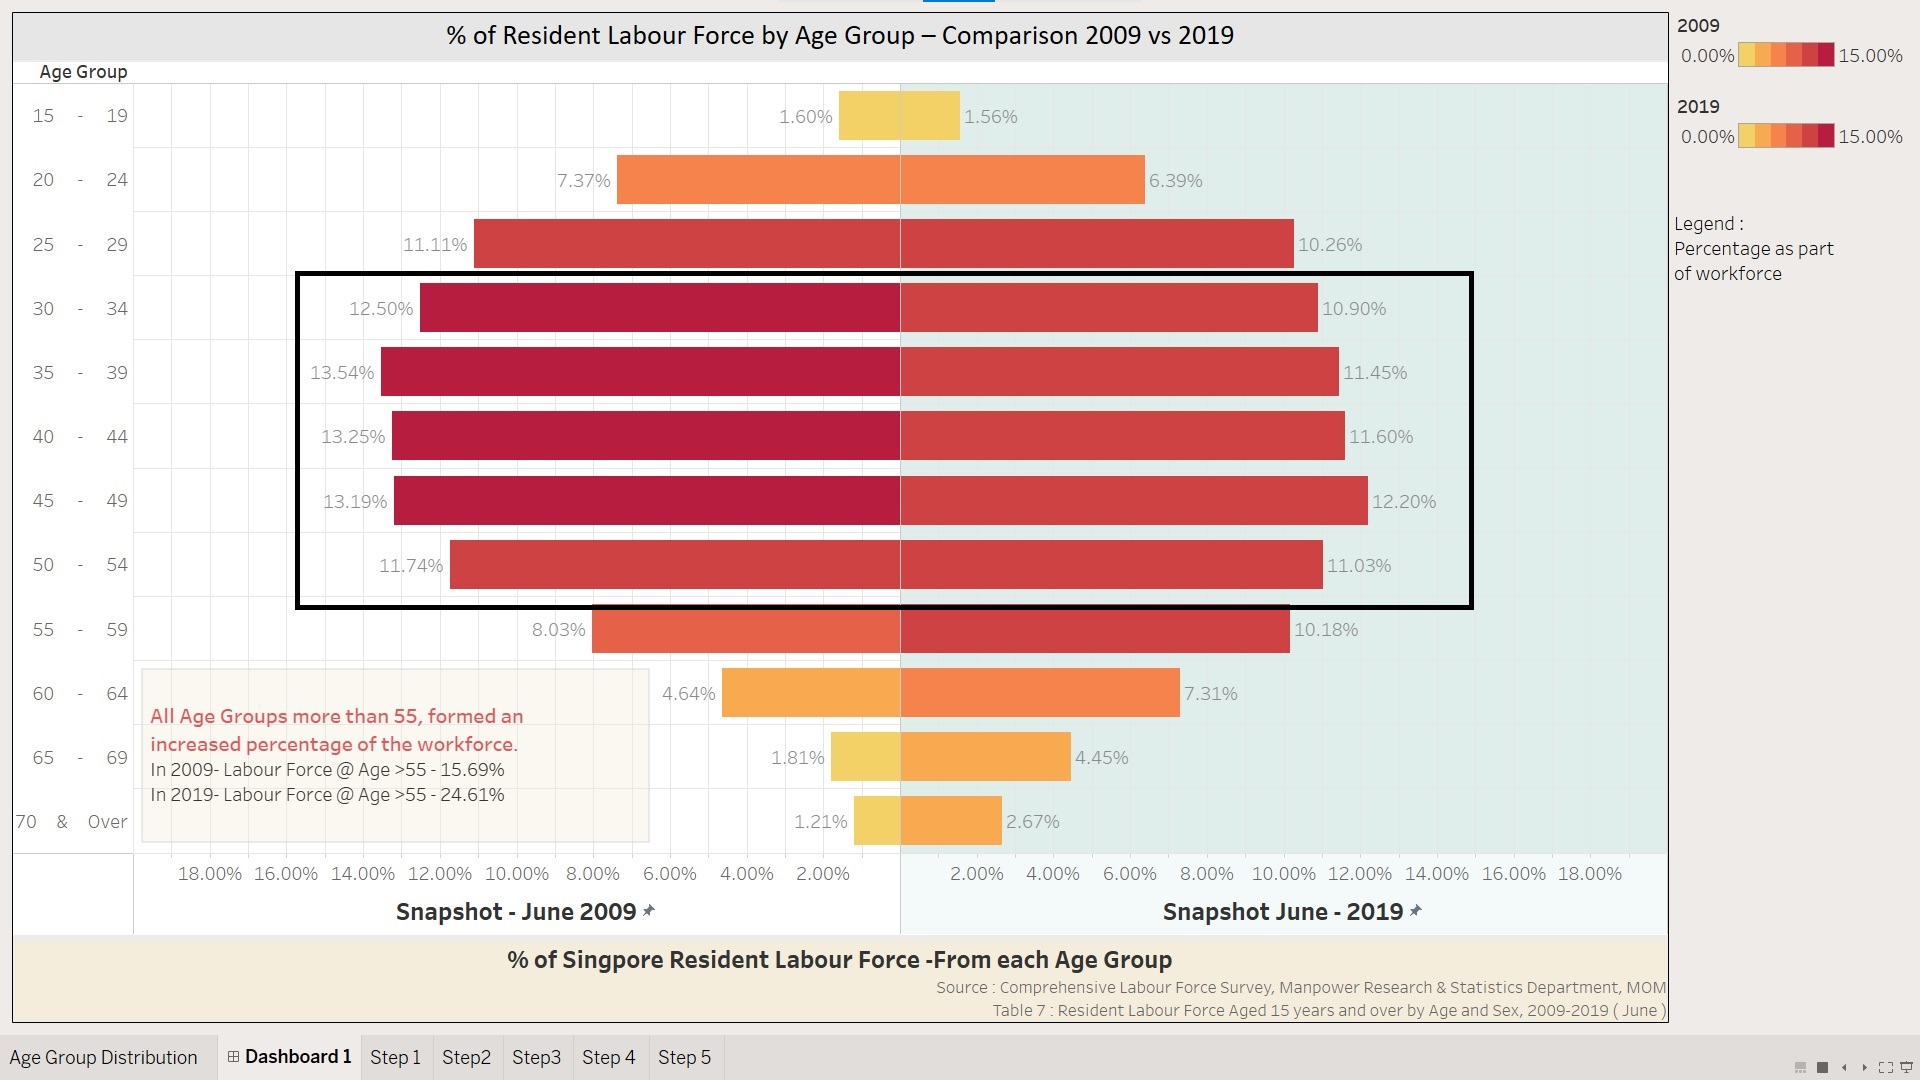 % of Resident Labour Force by Age Group – Comparison 2009 vs 2019
Age Group
15 - 19 1.60% 1.56%
20 - 24 7.37% 6.39%
25 - 29 11.11% 10.26%
30 - 34 12.50% 10.90%
35 - 39 13.54% 11.45%
40 - 44 13.25% 11.60%
45 - 49 13.19% 12.20%
50 - 54 11.74% 11.03%
55 - 59 8.03% 10.18%
60 - 64 4.64% 7.31%
65 - 69 1.81% 4.45%
70 & Over 1.21% 2.67%
All Age Groups more than 55, formed an
increased percentage of the workforce.
In 2009- Labour Force @ Age >55 - 15.69%
In 2019- Labour Force @ Age >55 - 24.61%
18.00% 16.00% 14.00% 12.00% 10.00% 8.00% 6.00% 4.00% 2.00% 2.00% 4.00% 6.00% 8.00% 10.00% 12.00% 14.00% 16.00% 18.00%
Snapshot - June 2009 Snapshot June - 2019
% of Singpore Resident Labour Force -From each Age Group
Source : Comprehensive Labour Force Survey, Manpower Research & Statistics Department, MOM
Table 7 : Resident Labour Force Aged 15 years and over by Age and Sex, 2009-2019 ( June )
2009
0.00% 15.00%
2019
0.00% 15.00%
Legend :
Percentage as part
of workforce
Age Group Distribution Dashboard 1 Step 1 Step2 Step3 Step 4 Step 5